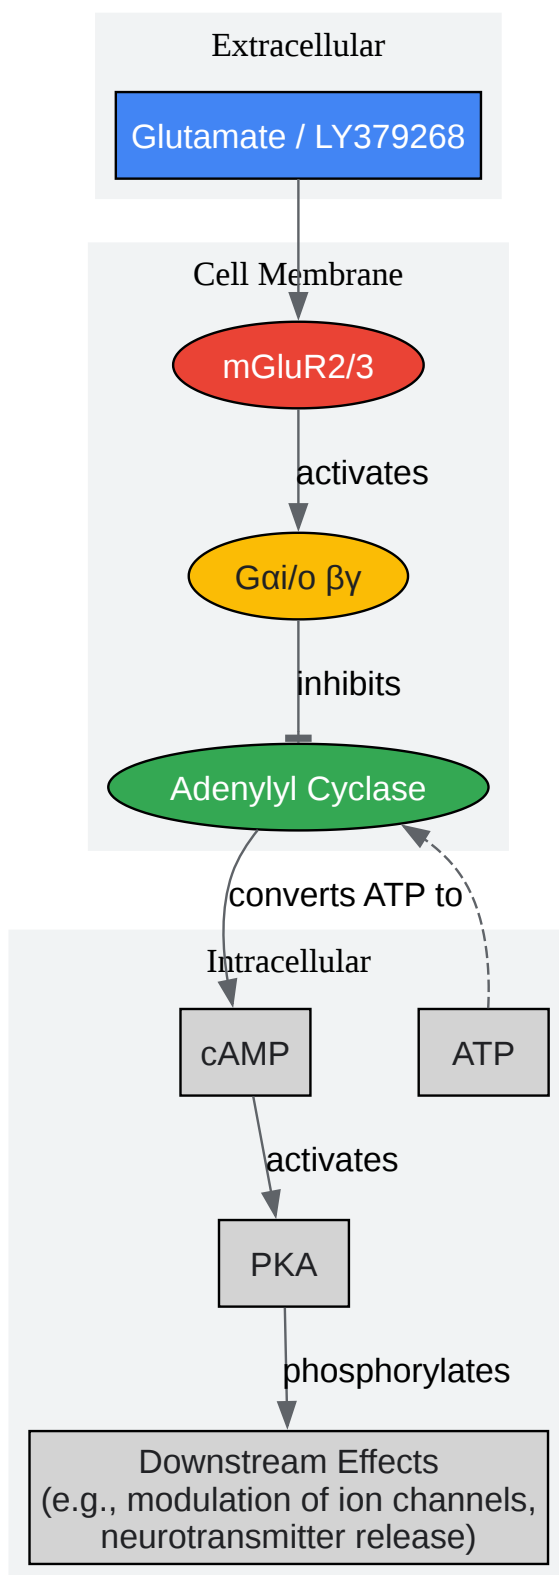 Extracellular
Glutamate / LY379268
Cell Membrane
mGluR2/3
activates
Gαi/o βγ
inhibits
Adenylyl Cyclase
converts ATP to
Intracellular
cAMP
ATP
activates
PKA
phosphorylates
Downstream Effects
(e.g., modulation of ion channels,
neurotransmitter release)